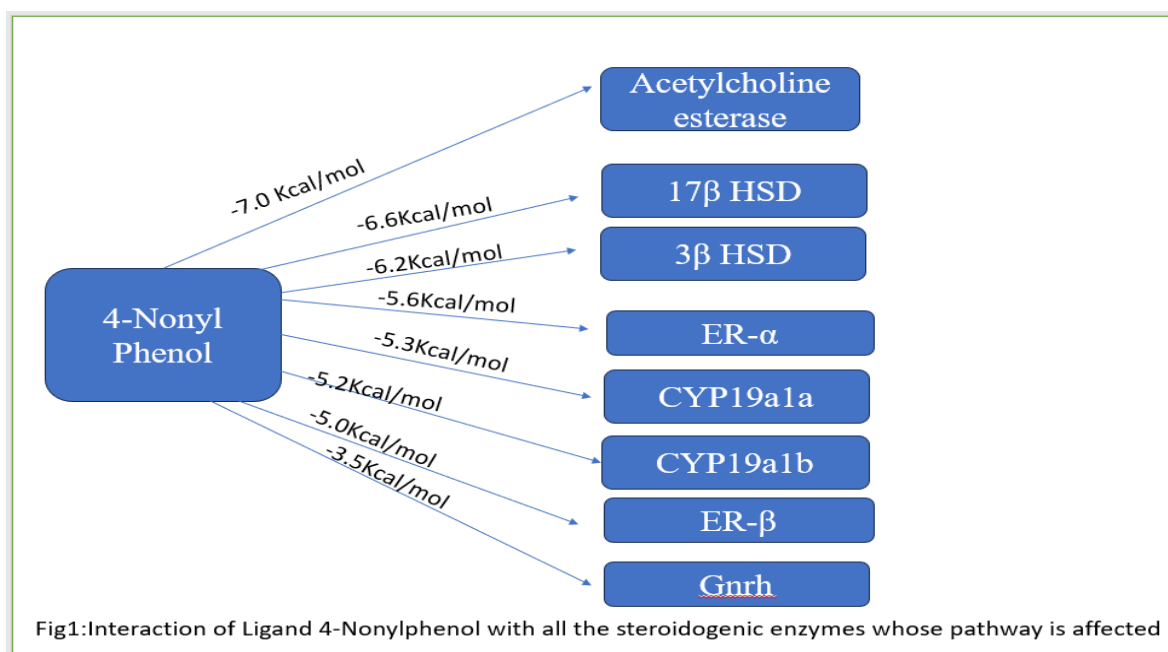 Acetylcholine
esterase
-7.0 Kcal/mol
17β HSD
-6.6Kcal/mol
3β HSD
-6.2Kcal/mol
4-Nonyl
Phenol
-5.6Kcal/mol
ER-α
-5.3Kcal/mol
CYP19a1a
-5.2Kcal/mol
CYP19a1b
-5.0Kcal/mol
ER-β
-3.5Kcal/mol
Gnrh
Fig1:Interaction of Ligand 4-Nonylphenol with all the steroidogenic enzymes whose pathway is affected